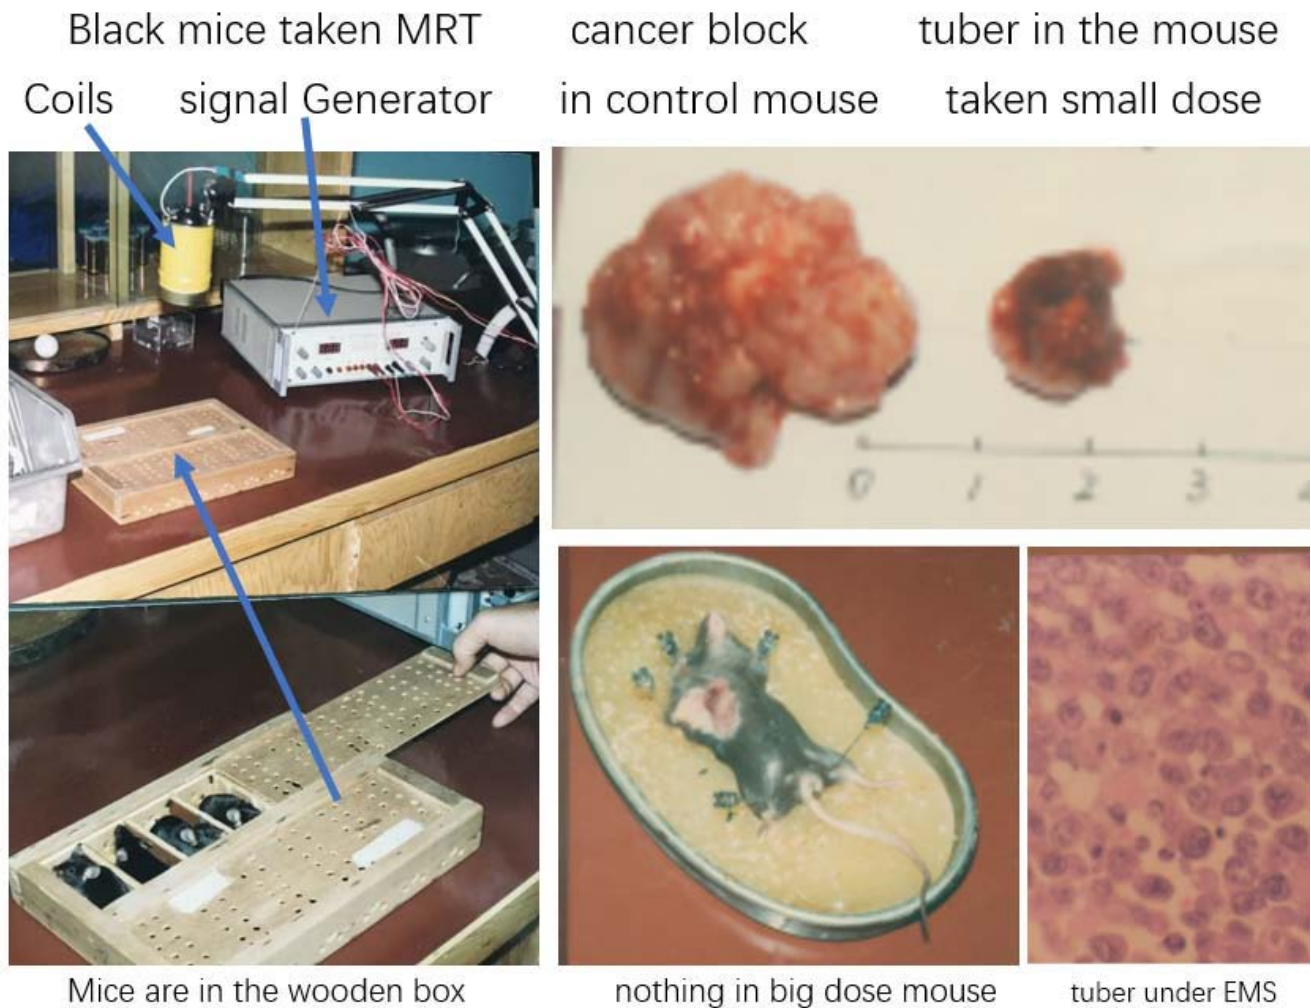 Black mice taken MRT
cancer block
tuber in the mouse
Coils
signal Generator
in control mouse
taken small dose
0 1 2 3
Mice are in the wooden box
nothing in big dose mouse
tuber under EMS